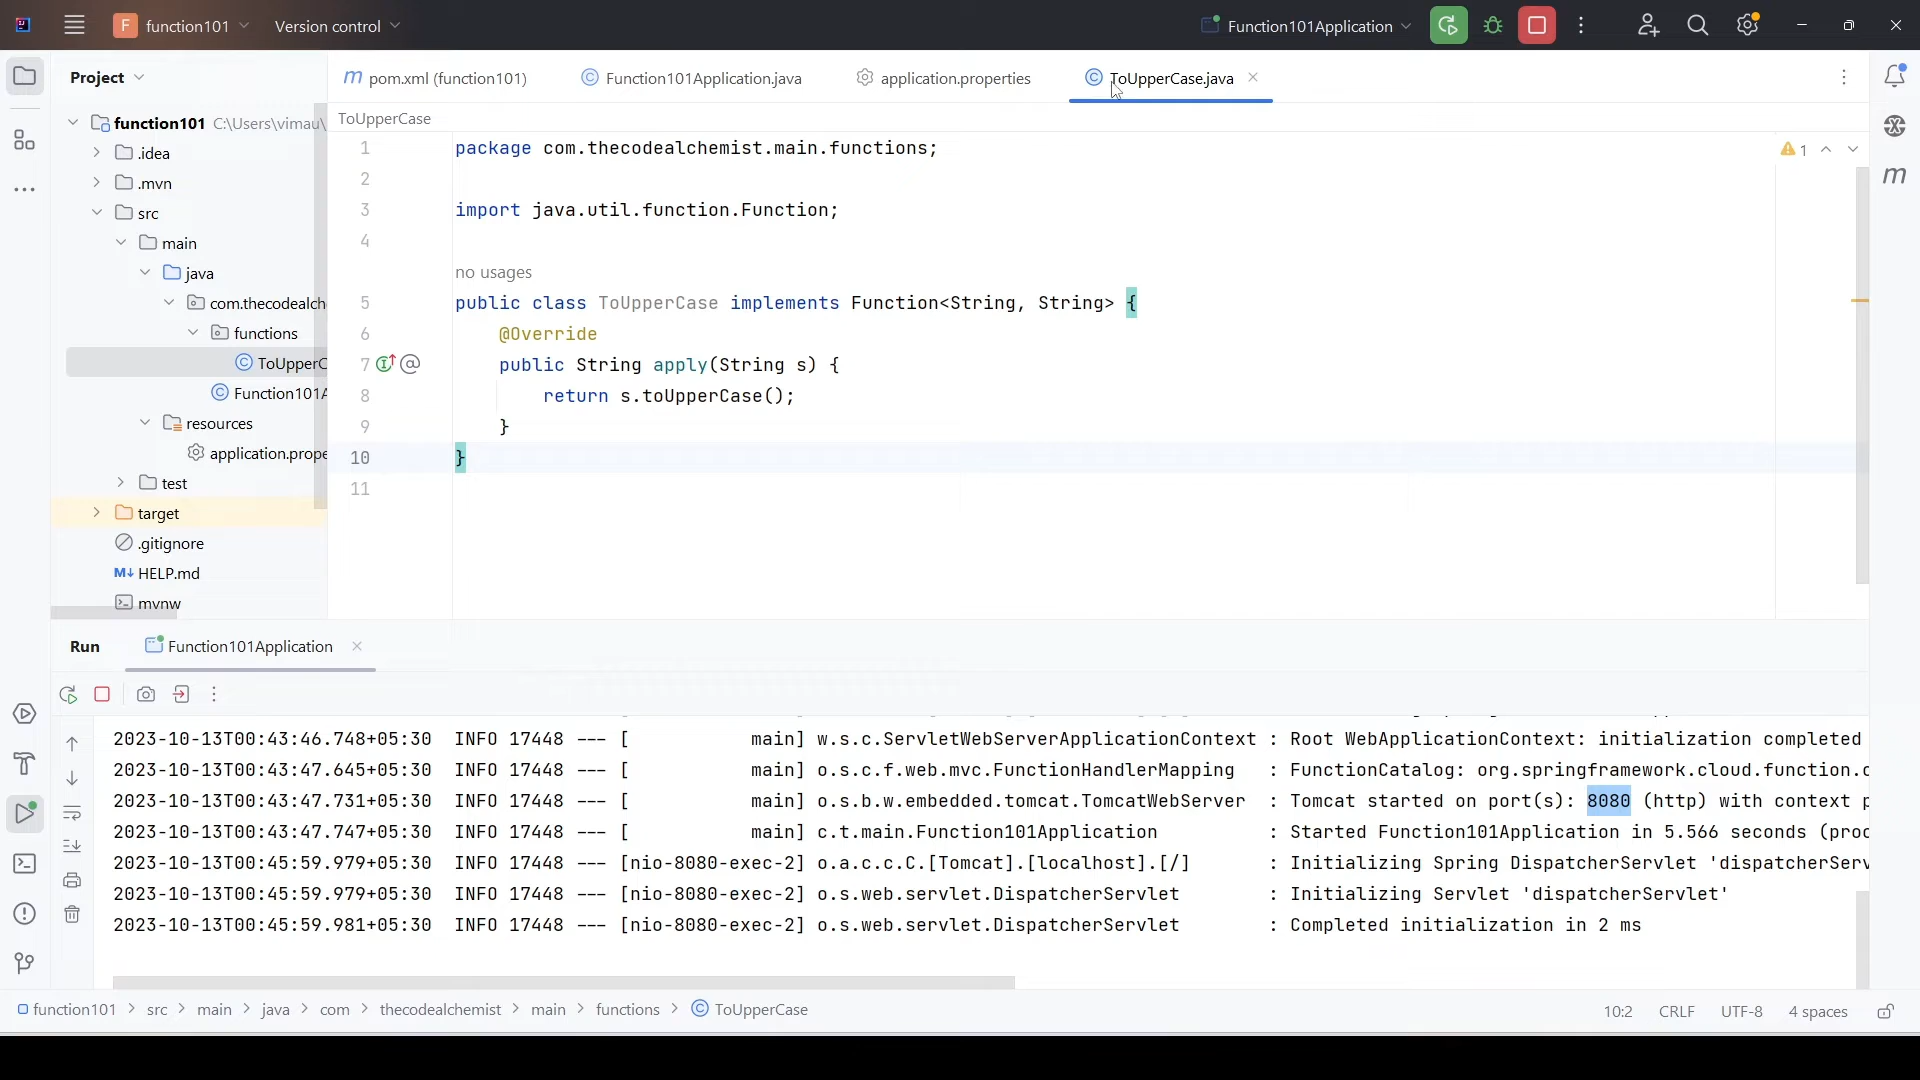 F function101 Version control Function101Application
Project
pom.xml (function101) Function101Application.java application.properties ToUpperCase.java
ToUpperCase
function101 C:\Users\vimau\
.idea
.mvn
src
main
java
com.thecodealch
functions
ToUpperC
Function101A
resources
application.prope
test
target
.gitignore
M↓ HELP.md
mvnw
1 package com.thecodealchemist.main.functions;
2
3 import java.util.function.Function;
4
no usages
5 public class ToUpperCase implements Function<String, String> {
6 @Override
7 public String apply(String s) {
8 return s.toUpperCase();
9 }
10 }
11
1
Run Function101Application
2023-10-13T00:43:46.748+05:30 INFO 17448 --- [ main] w.s.c.ServletWebServerApplicationContext : Root WebApplicationContext: initialization completed
2023-10-13T00:43:47.645+05:30 INFO 17448 --- [ main] o.s.c.f.web.mvc.FunctionHandlerMapping : FunctionCatalog: org.springframework.cloud.function.c
2023-10-13T00:43:47.731+05:30 INFO 17448 --- [ main] o.s.b.w.embedded.tomcat.TomcatWebServer : Tomcat started on port(s): 8080 (http) with context p
2023-10-13T00:43:47.747+05:30 INFO 17448 --- [ main] c.t.main.Function101Application : Started Function101Application in 5.566 seconds (proc
2023-10-13T00:45:59.979+05:30 INFO 17448 --- [nio-8080-exec-2] o.a.c.c.C.[Tomcat].[localhost].[/] : Initializing Spring DispatcherServlet 'dispatcherServ
2023-10-13T00:45:59.979+05:30 INFO 17448 --- [nio-8080-exec-2] o.s.web.servlet.DispatcherServlet : Initializing Servlet 'dispatcherServlet'
2023-10-13T00:45:59.981+05:30 INFO 17448 --- [nio-8080-exec-2] o.s.web.servlet.DispatcherServlet : Completed initialization in 2 ms
function101 > src > main > java > com > thecodealchemist > main > functions > ToUpperCase 10:2 CRLF UTF-8 4 spaces